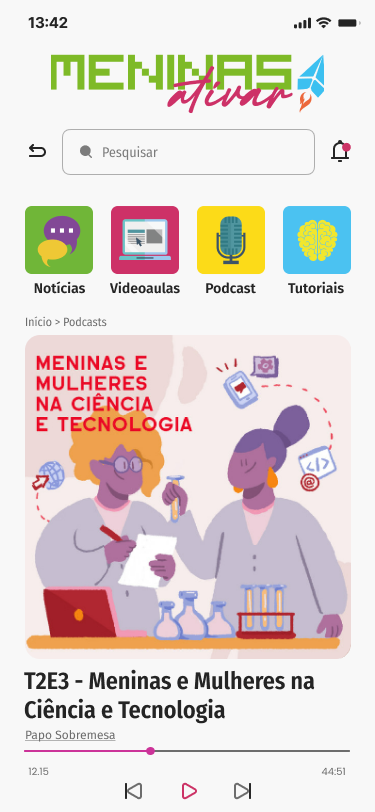 13:42
MENINAS
ativar
Pesquisar
Notícias
Videoaulas
Podcast
Tutoriais
Inicio > Podcasts
MENINAS E
MULHERES
NA CIÊNCIA
E TECNOLOGIA
</>
@
T2E3 - Meninas e Mulheres na
Ciência e Tecnologia
Papo Sobremesa
12.15
44:51